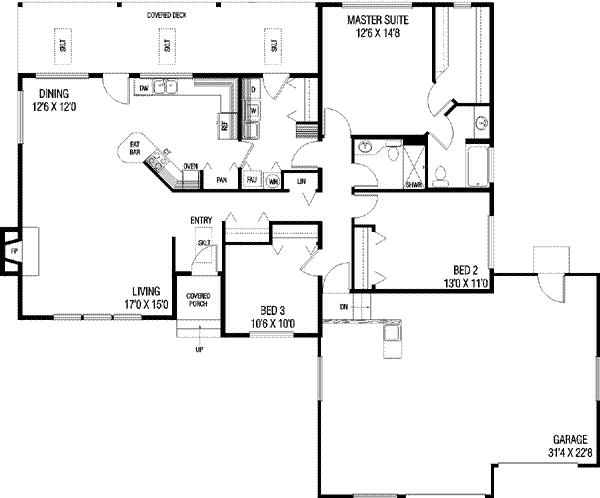 COVERED DECK
SKLT
SKLT
SKLT
MASTER SUITE
12'6 X 14'8
DINING
12'6 X 12'0
DW
D
W
REF
EAT
BAR
OVEN
PAN
FAU
WH
LIN
SHWR
ENTRY
SKLT
FP
LIVING
17'0 X 15'0
COVERED
PORCH
UP
BED 3
10'6 X 10'0
BED 2
13'0 X 11'0
DN
GARAGE
31'4 X 22'8